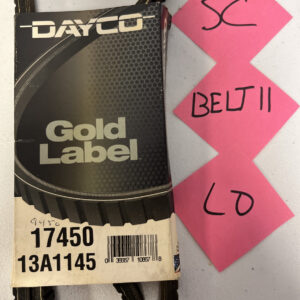 DAYCO
Gold
Label
9450
17450
13A1145
SC
BELT 11
LO